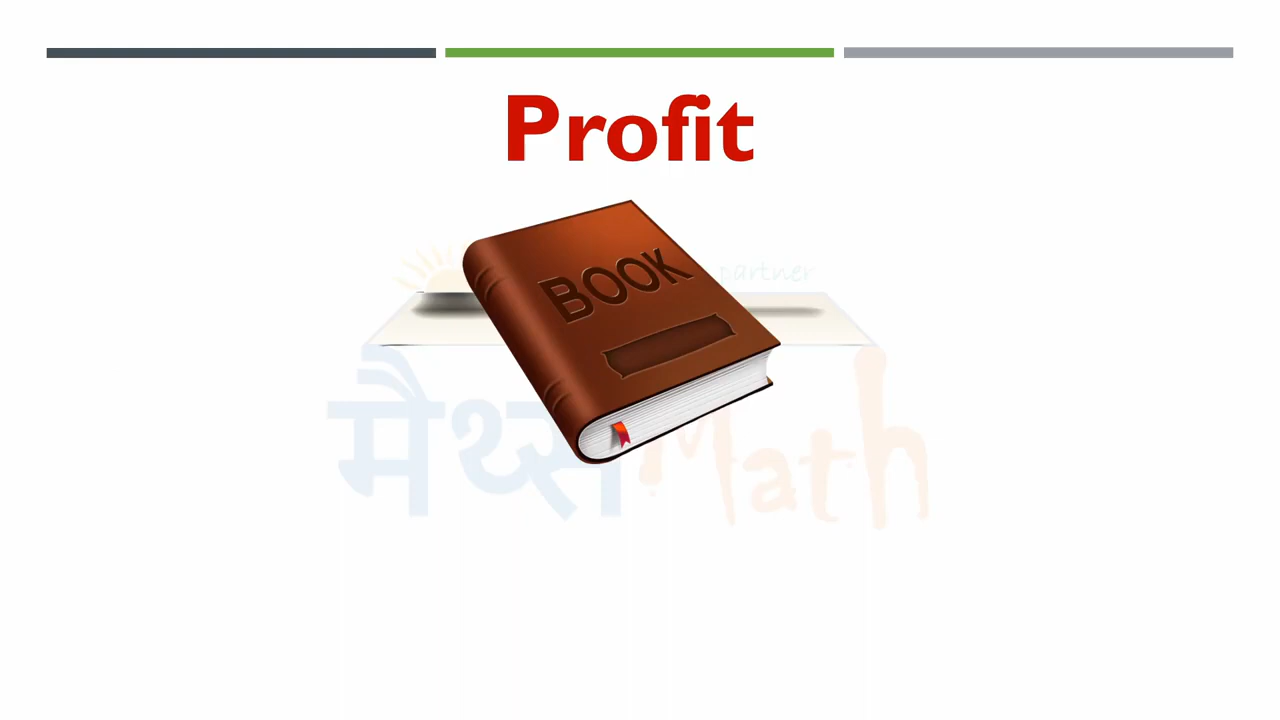 Profit
BOOK
partner
मैथ्स Math